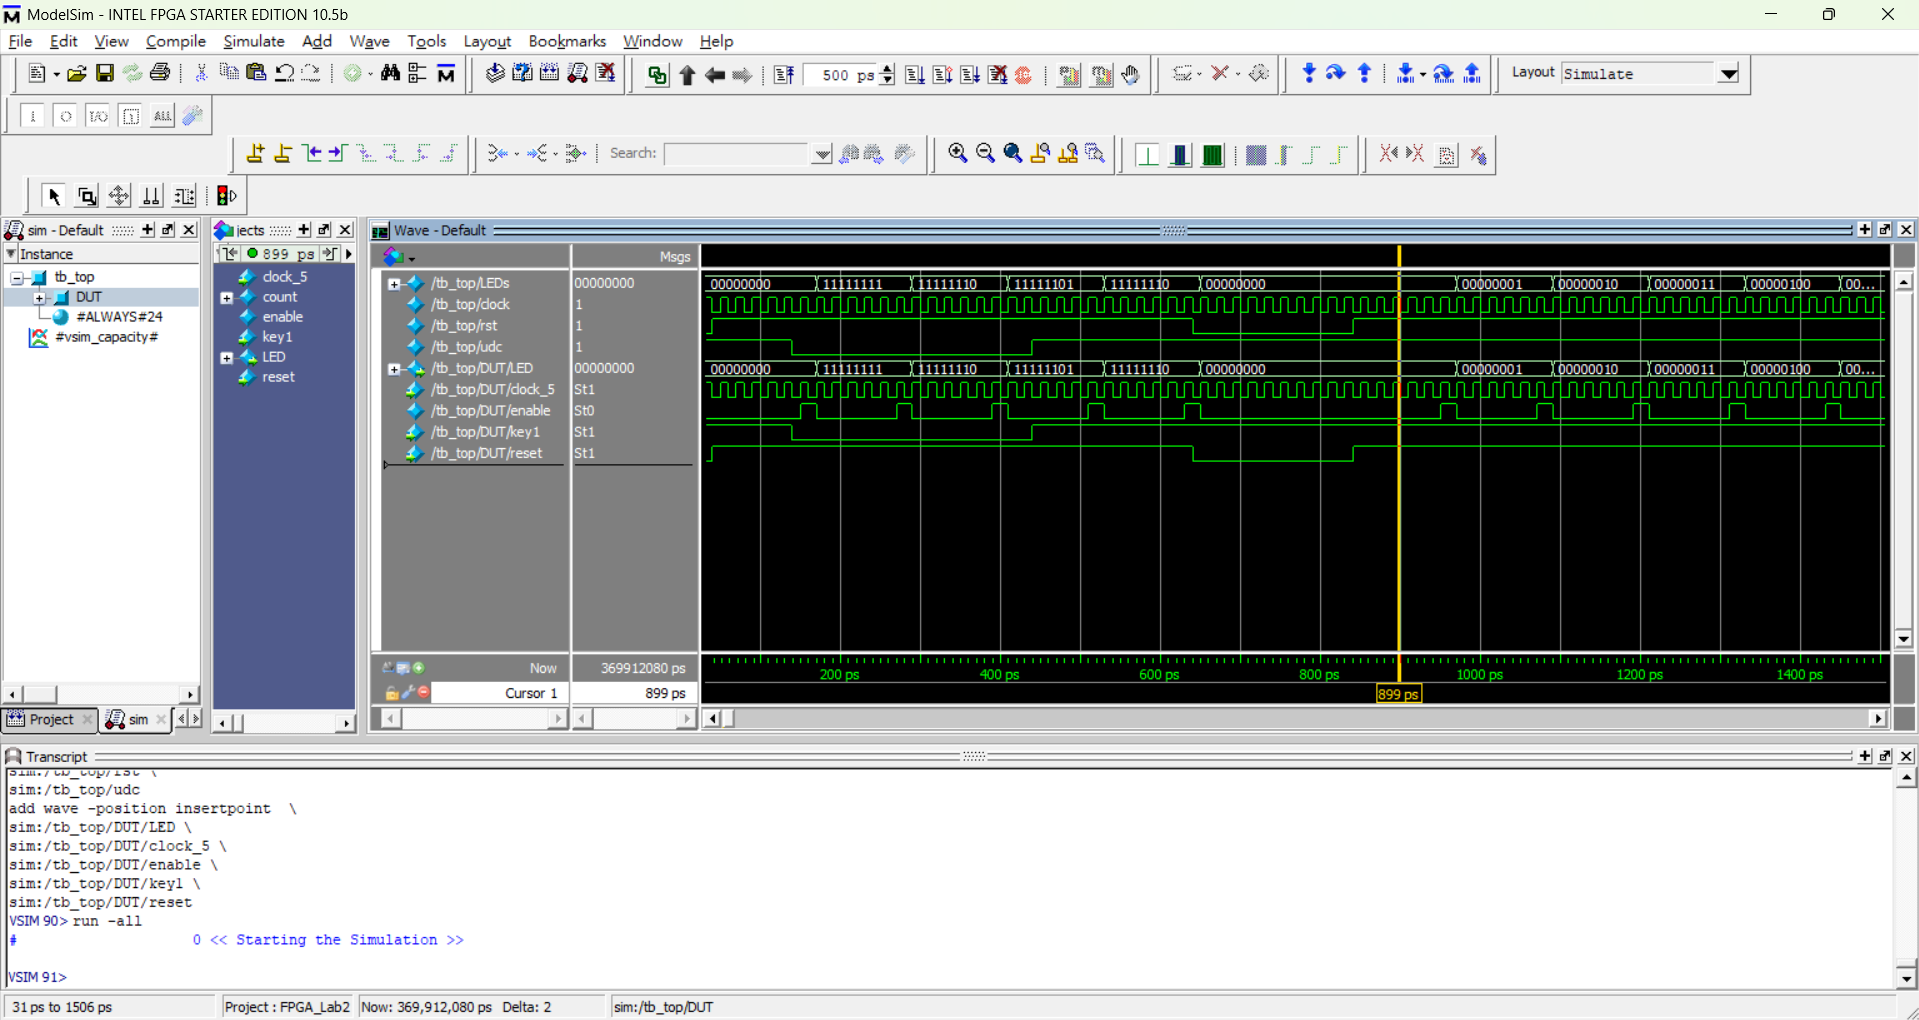 ModelSim - INTEL FPGA STARTER EDITION 10.5b
File Edit View Compile Simulate Add Wave Tools Layout Bookmarks Window Help
500 ps
Layout Simulate
I/O ALL
Search:
sim - Default
Instance
tb_top
DUT
#ALWAYS#24
#vsim_capacity#
Project
sim
jects
899 ps
clock_5
count
enable
key1
LED
reset
Wave - Default
Msgs
/tb_top/LEDs 00000000 00000000 11111111 11111110 11111101 11111110 00000000 00000001 00000010 00000011 00000100 00...
/tb_top/clock 1
/tb_top/rst 1
/tb_top/udc 1
/tb_top/DUT/LED 00000000 00000000 11111111 11111110 11111101 11111110 00000000 00000001 00000010 00000011 00000100 00...
/tb_top/DUT/clock_5 St1
/tb_top/DUT/enable St0
/tb_top/DUT/key1 St1
/tb_top/DUT/reset St1
Now 369912080 ps 200 ps 400 ps 600 ps 800 ps 1000 ps 1200 ps 1400 ps
Cursor 1 899 ps 899 ps
Transcript
sim:/tb_top/rst \
sim:/tb_top/udc
add wave -position insertpoint \
sim:/tb_top/DUT/LED \
sim:/tb_top/DUT/clock_5 \
sim:/tb_top/DUT/enable \
sim:/tb_top/DUT/key1 \
sim:/tb_top/DUT/reset
VSIM 90> run -all
# 0 << Starting the Simulation >>
VSIM 91>
31 ps to 1506 ps Project : FPGA_Lab2 Now: 369,912,080 ps Delta: 2 sim:/tb_top/DUT